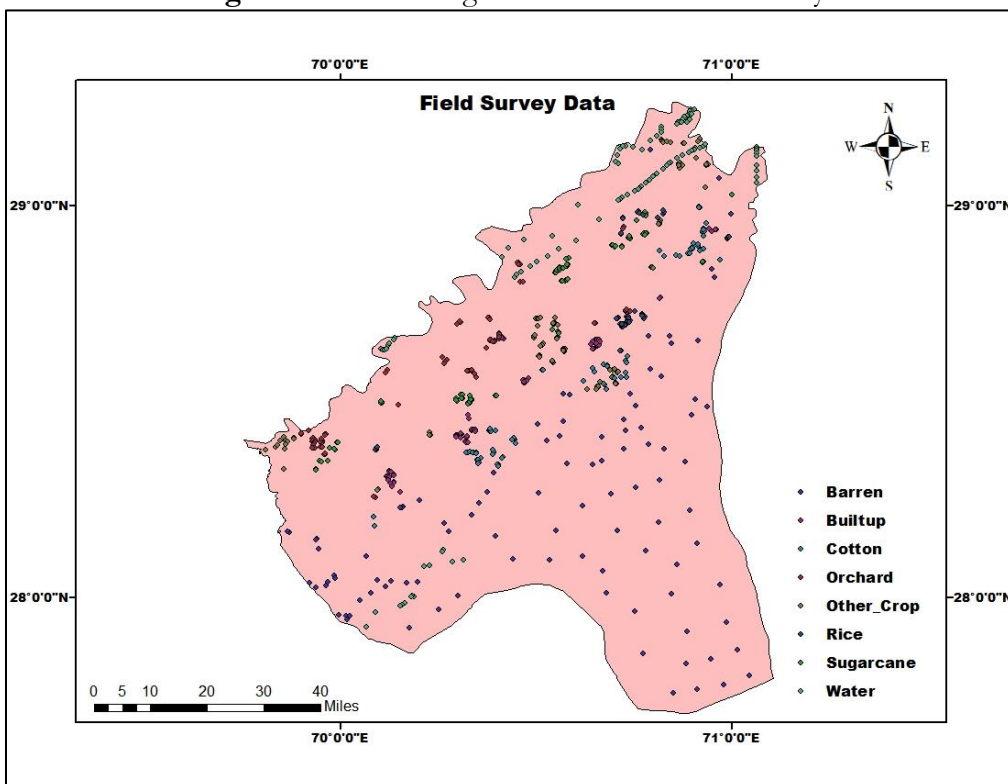 70°0'0"E 71°0'0"E
Field Survey Data
N
W E
S
29°0'0"N 29°0'0"N
Barren
Builtup
Cotton
Orchard
Other_Crop
Rice
Sugarcane
Water
28°0'0"N 28°0'0"N
0 5 10 20 30 40
Miles
70°0'0"E 71°0'0"E